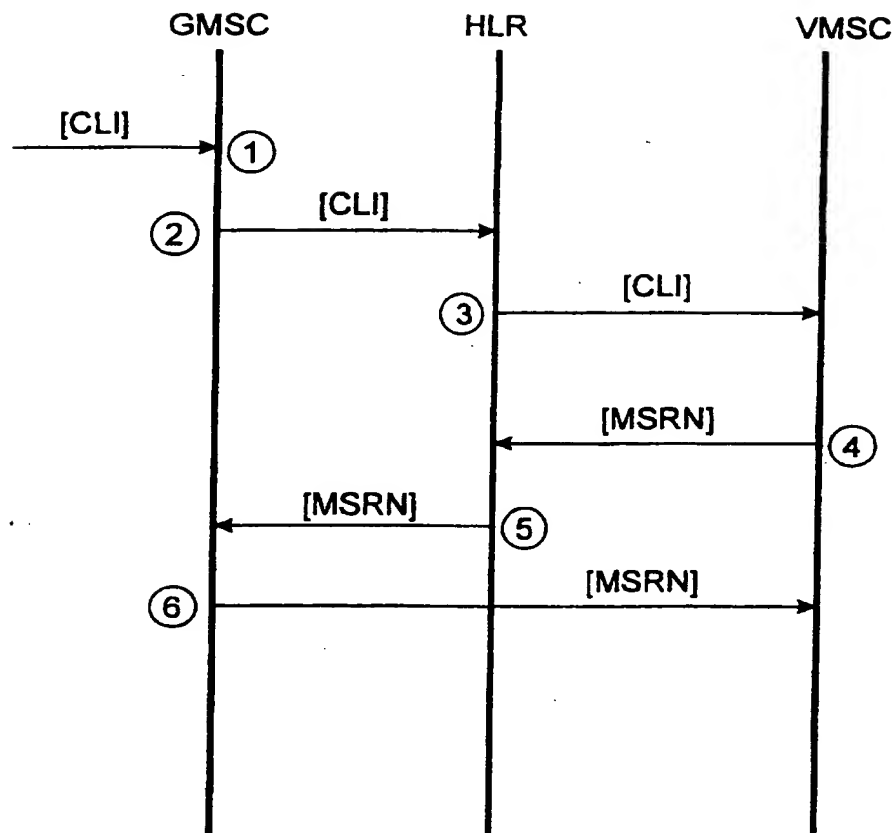 GMSC HLR VMSC
[CLI]
1
[CLI]
2
[CLI]
3
[MSRN]
4
[MSRN]
5
[MSRN]
6